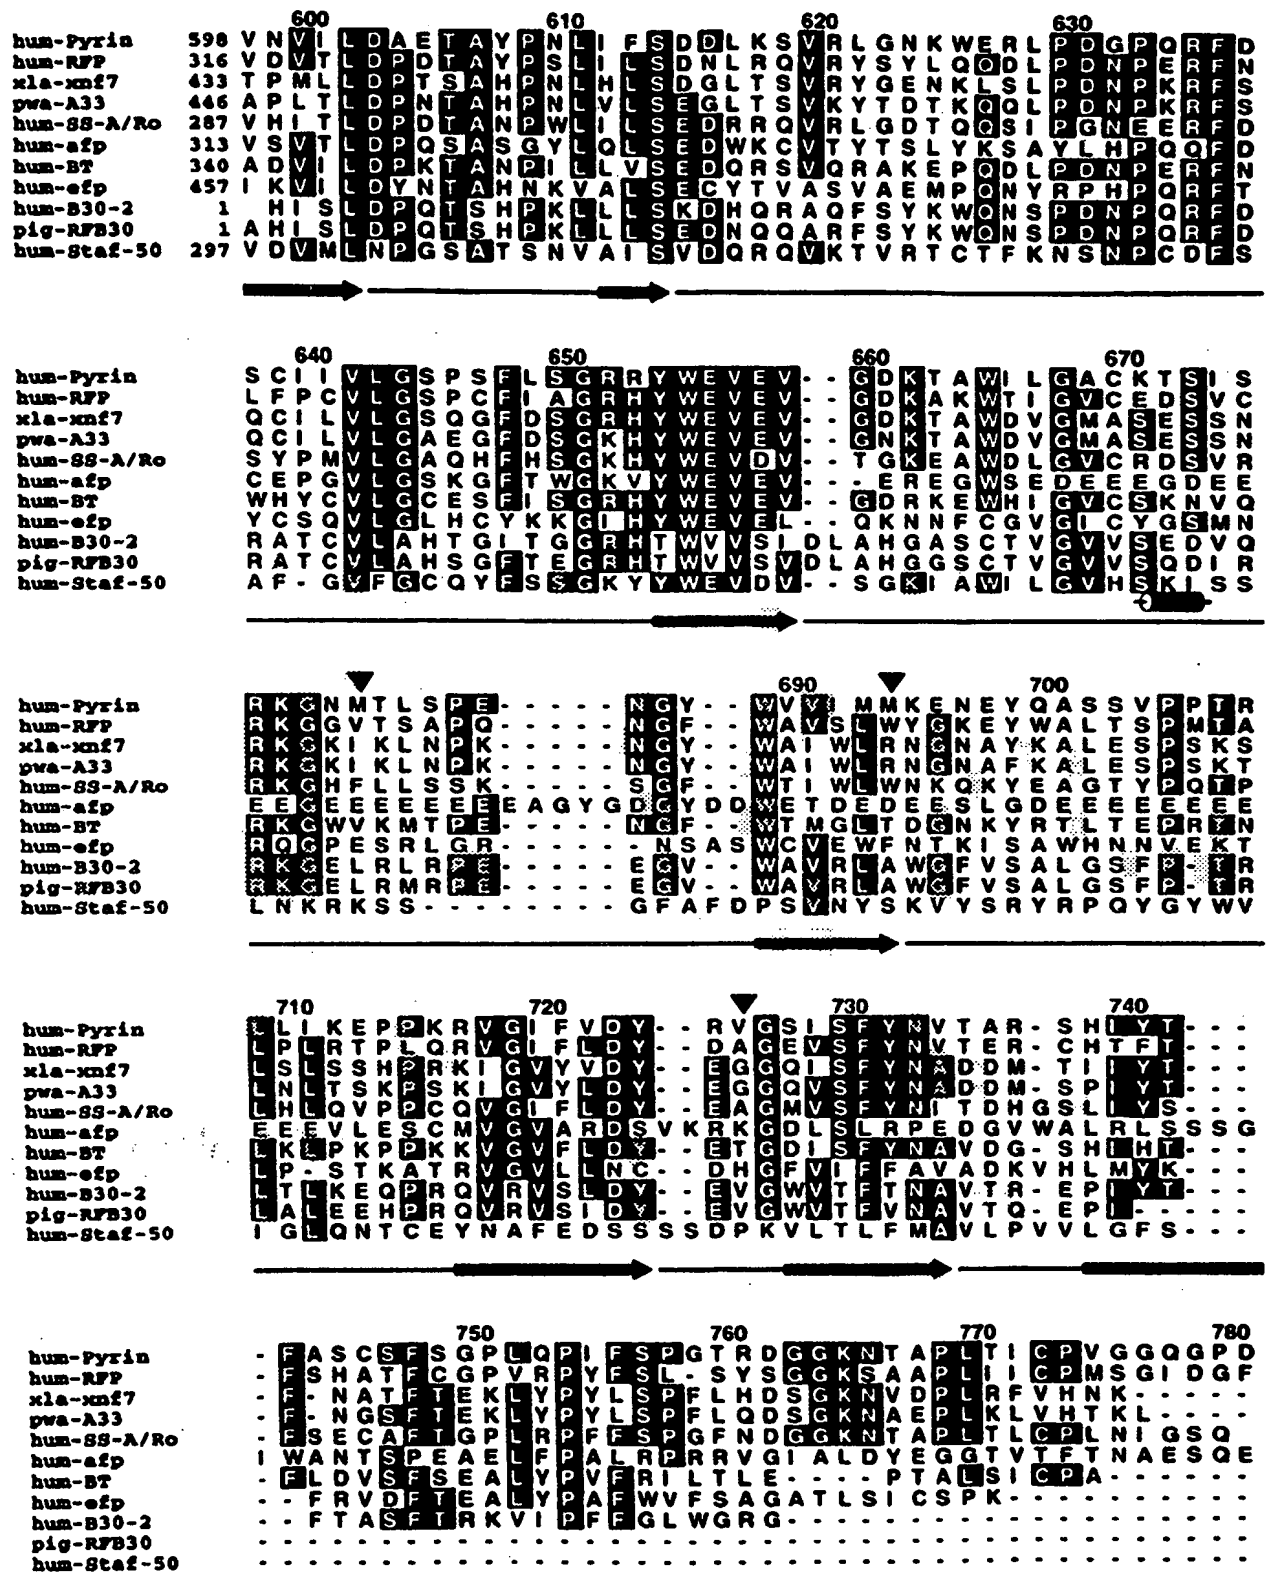 600 610 620 630
hum-Pyrin 598 V N V I L D A E T A Y P N L I F S D D L K S V R L G N K W E R L P D G P Q R F D
hum-RFP 316 V D V T L D P D T A Y P S L I L S D N L R Q V R Y S Y L Q Q D L P D N P E R F N
xla-xnf7 433 T P M L L D P T S A H P N L H L S D G L T S V R Y G E N K L S L P D N P K R F S
pwa-A33 446 A P L T L D P N T A H P N L V L S E G L T S V K Y T D T K Q Q L P D N P K R F S
hum-SS-A/Ro 287 V H I T L D P D T A N P W L I L S E D R R Q V R L G D T Q Q S I P G N E E R F D
hum-afp 313 V S V T L D P Q S A S G Y L Q L S E D W K C V T Y T S L Y K S A Y L H P Q Q F D
hum-BT 340 A D V I L D P K T A N P I L L V S E D Q R S V Q R A K E P Q D L P D N P E R F N
hum-efp 457 I K V I L D Y N T A H N K V A L S E C Y T V A S V A E M P Q N Y R P H P Q R F T
hum-B30-2 1 H I S L D P Q T S H P K L L L S K D H Q R A Q F S Y K W Q N S P D N P Q R F D
pig-RFB30 1 A H I S L D P Q T S H P K L L L S E D N Q Q A R F S Y K W Q N S P D N P Q R F D
hum-Staf-50 297 V D V M L N P G S A T S N V A I S V D Q R Q V K T V R T C T F K N S N P C D F S
640 650 660 670
hum-Pyrin S C I I V L G S P S F L S G R R Y W E V E V - - G D K T A W I L G A C K T S I S
hum-RFP L F P C V L G S P C F I A G R H Y W E V E V - - G D K A K W T I G V C E D S V C
xla-xnf7 Q C I L V L G S Q G F D S G R H Y W E V E V - - G D K T A W D V G M A S E S S N
pwa-A33 Q C I L V L G A E G F D S G K H Y W E V E V - - G N K T A W D V G M A S E S S N
hum-SS-A/Ro S Y P M V L G A Q H F H S G K H Y W E V D V - - T G K E A W D L G V C R D S V R
hum-afp C E P G V L G S K G F T W G K V Y W E V E V - - - E R E G W S E D E E E G D E E
hum-BT W H Y C V L G C E S F I S G R H Y W E V E V - - - G D R K E W H I G V C S K N V Q
hum-efp Y C S Q V L G L H C Y K K G I H Y W E V E L - - Q K N N F C G V G I C Y G S M N
hum-B30-2 R A T C V L A H T G I T G G R H T W V V S I D L A H G A S C T V G V V S E D V Q
pig-RFB30 R A T C V L A H S G F T E G R H T W V V S V D L A H G G S C T V G V V S Q D I R
hum-Staf-50 A F - G V F G C Q Y F S S G K Y Y W E V D V - - S G K I A W I L G V H S K I S S
690 700
hum-Pyrin R K G N M T L S P E - - - - - N G Y - - W V V I M M K E N E Y Q A S S V P P T R
hum-RFP R K G G V T S A P Q - - - - - N G F - - W A V S L W Y G K E Y W A L T S P M T A
xla-xnf7 R K G K I K L N P K - - - - - N G Y - - W A I W L R N G N A Y K A L E S P S K S
pwa-A33 R K G K I K L N P K - - - - - N G Y - - W A I W L R N G N A F K A L E S P S K T
hum-SS-A/Ro R K G H F L L S S K - - - - - S G F - - W T I W L W N K Q K Y E A G T Y P Q T P
hum-afp E E G E E E E E E E E A G Y G D G Y D D W E T D E D E E S L G D E E E E E E E E
hum-BT R K G W V K M T P E - - - - - N G F - - W T M G L T D G N K Y R T L T E P R T N
hum-efp R Q G P E S R L G R - - - - - - N S A S W C V E W F N T K I S A W H N N V E K T
hum-B30-2 R K G E L R L R P E - - - - - E G V - - W A V R L A W G F V S A L G S F P - T R
pig-RFB30 R K G E L R M R P E - - - - - E G V - - W A V R L A W G F V S A L G S F P - T R
hum-Staf-50 L N K R K S S - - - - - - - - G F A F D P S V N Y S K V Y S R Y R P Q Y G Y W V
710 720 730 740
hum-Pyrin L L I K E P P K R V G I F V D Y - - R V G S I S F Y N V T A R - S H I Y T - - -
hum-RFP L P L R T P L Q R V G I F L D Y - - D A G E V S F Y N V T E R - C H T F T - - -
xla-xnf7 L S L S S H P R K I G V Y V D Y - - E G G Q I S F Y N A D D M - T I I Y T - - -
pwa-A33 L N L T S K P S K I G V Y L D Y - - E G G Q V S F Y N A D D M - S P I Y T - - -
hum-SS-A/Ro L H L Q V P P C Q V G I F L D Y - - E A G M V S F Y N I T D H G S L I Y S - - -
hum-afp E E E V L E S C M V G V A R D S V K R K G D L S L R P E D G V W A L R L S S S G
hum-BT L K L P K P P K K V G V F L D Y - - E T G D I S F Y N A V D G - S H I H T - - -
hum-efp L P - S T K A T R V G V L L N C - - D H G F V I F F A V A D K V H L M Y K - - -
hum-B30-2 L T L K E Q P R Q V R V S L D Y - - E V G W V T F T N A V T R - E P I Y T - - -
pig-RFB30 L A L E E H P R Q V R V S I D Y - - E V G W V T F V N A V T Q - E P I - - - - -
hum-Staf-50 I G L Q N T C E Y N A F E D S S S S D P K V L T L F M A V L P V V L G F S - - -
750 760 770 780
hum-Pyrin - F A S C S F S G P L Q P I F S P G T R D G G K N T A P L T I C P V G G Q G P D
hum-RFP - F S H A T F C G P V R P Y F S L - S Y S G G K S A A P L I I C P M S G I D G F
xla-xnf7 - F - N A T F T E K L Y P Y L S P F L H D S G K N V D P L R F V H N K - - - -
pwa-A33 - F - N G S F T E K L Y P Y L S P F L Q D S G K N A E P L K L V H T K L - - - -
hum-SS-A/Ro - F S E C A F T G P L R P F F S P G F N D G G K N T A P L T L C P L N I G S Q -
hum-afp I W A N T S P E A E L F P A L R P R R V G I A L D Y E G G T V T F T N A E S Q E
hum-BT - F L D V S F S E A L Y P V F R I L T L E - - - - P T A L S I C P A - - - - - -
hum-efp - - F R V D F T E A L Y P A F W V F S A G A T L S I C S P K - - - - - - - - - -
hum-B30-2 - - F T A S F T R K V I P F F G L W G R G - - - - - - - - - - - - - - - - - - -
pig-RFB30 - - - - - - - - - - - - - - - - - - - - - - - - - - - - - - - - - - - - - - - -
hum-Staf-50 - - - - - - - - - - - - - - - - - - - - - - - - - - - - - - - - - - - - - - - -